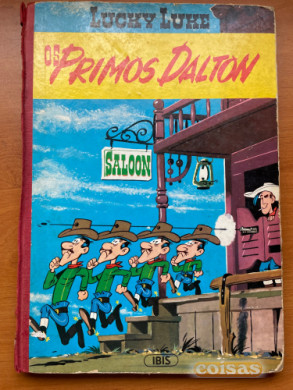 LUCKY LUKE
OS PRIMOS DALTON
SALOON
IBIS
coisas